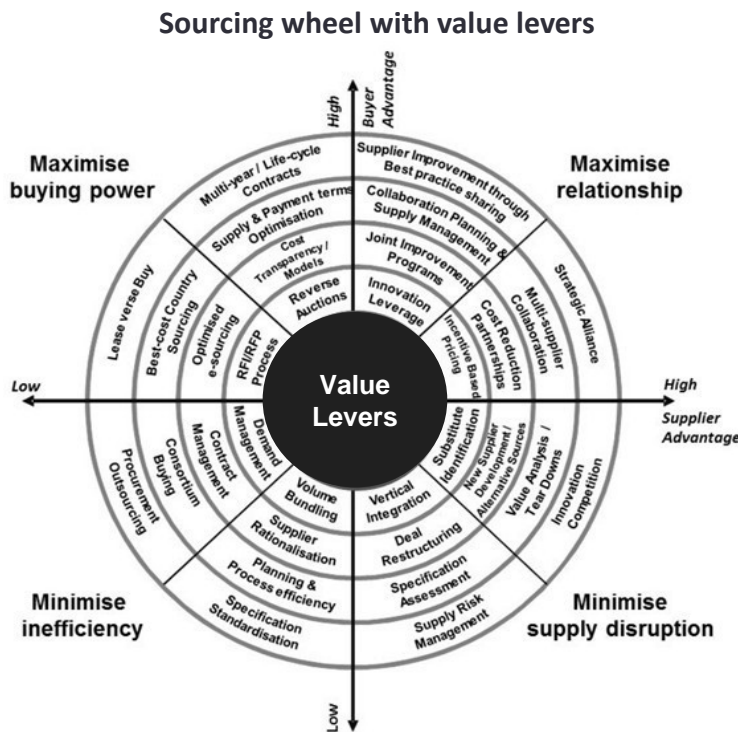 Sourcing wheel with value levers
High
Buyer
Advantage
Maximise
buying power
Maximise
relationship
Multi-year / Life-cycle
Contracts
Supply & Payment terms
Optimisation
Cost
Transparency /
Models
Reverse
Auctions
Lease verse Buy
Best-cost Country
Sourcing
Optimised
e-sourcing
RFI/RFP
Process
Supplier Improvement through
Best practice sharing
Collaboration Planning &
Supply Management
Joint Improvement
Programs
Innovation
Leverage
Strategic Alliance
Multi-supplier
Collaboration
Cost Reduction
Partnerships
Incentive Based
Pricing
Value
Levers
Low
High
Supplier
Advantage
Procurement
Outsourcing
Consortium
Buying
Contract
Management
Demand
Management
Volume
Bundling
Supplier
Rationalisation
Planning &
Process efficiency
Specification
Standardisation
Substitute
Identification
New Supplier
Development /
Alternative Sources
Value Analysis /
Tear Downs
Innovation
Competition
Vertical
Integration
Deal
Restructuring
Specification
Assessment
Supply Risk
Management
Minimise
inefficiency
Minimise
supply disruption
Low